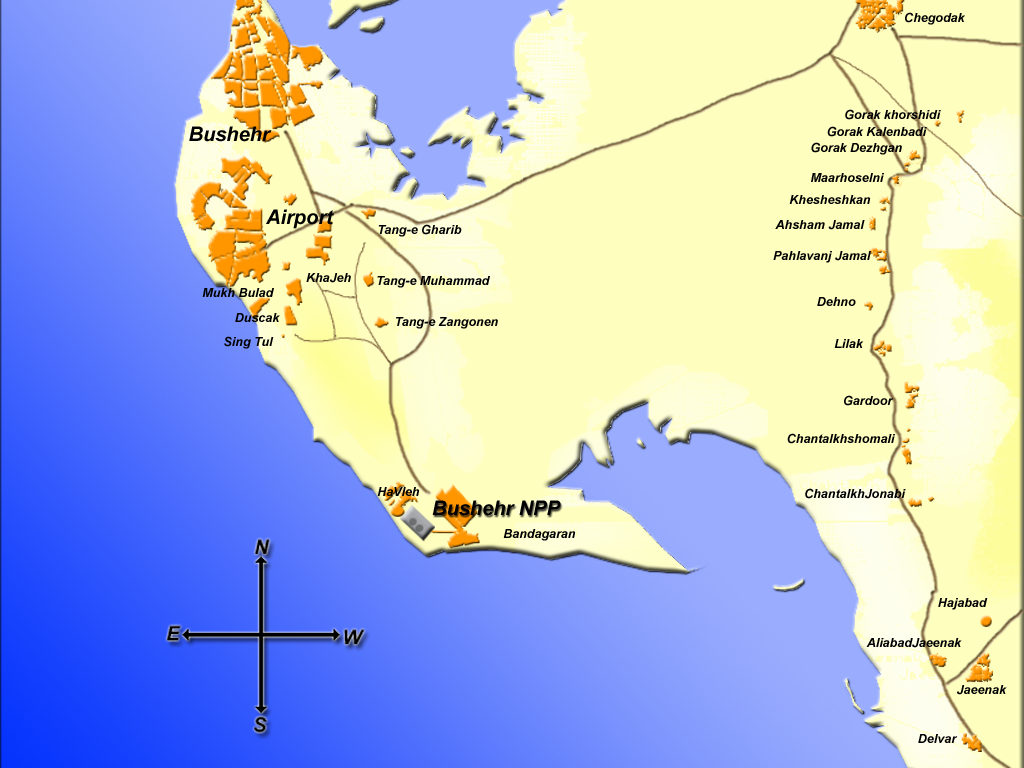 Chegodak
Gorak khorshidi
Bushehr
Gorak Kalenbadi
Gorak Dezhgan
Maarhoselni
Khesheshkan
Airport
Ahsham Jamal
Tang-e Gharib
Pahlavanj Jamal
KhaJeh
Tang-e Muhammad
Mukh Bulad
Dehno
Duscak
Tang-e Zangonen
Sing Tul
Lilak
Gardoor
Chantalkhshomali
HaVleh
ChantalkhJonabi
Bushehr NPP
Bandagaran
N
Hajabad
E
W
AliabadJaeenak
Jaeenak
S
Delvar